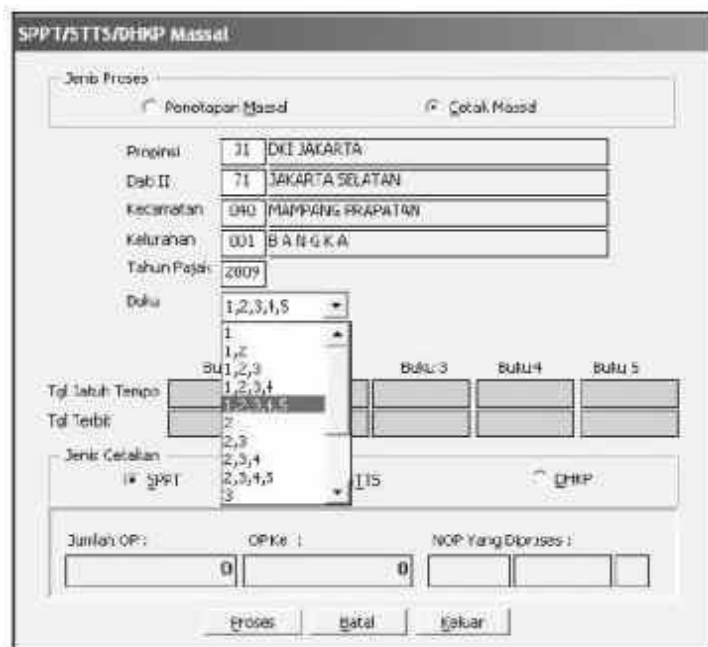 SPPT/STTS/DHKP Massal
Jenis Proses
Penetapan Massal
Cetak Massal
Propinsi 31 DKI JAKARTA
Dati II 71 JAKARTA SELATAN
Kecamatan 040 MAMPANG PRAPATAN
Kelurahan 001 B A N G K A
Tahun Pajak 2009
Buku 1,2,3,4,5
1
1,2
1,2,3
1,2,3,4
1,2,3,4,5
2
2,3
2,3,4
2,3,4,5
3
Bu
Buku 3
Buku 4
Buku 5
Tgl Jatuh Tempo
Tgl Terbit
Jenis Cetakan
SPPT
TTS
DHKP
Jumlah OP :
OP Ke :
NOP Yang Diproses :
0
0
Proses
Batal
Keluar